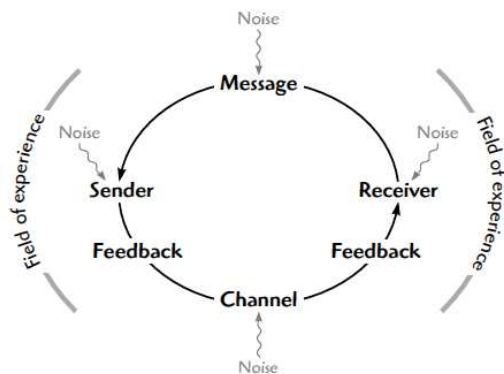 Noise
Message
Field of experience
Noise
Noise
Field of experience
Sender
Receiver
Feedback
Feedback
Channel
Noise